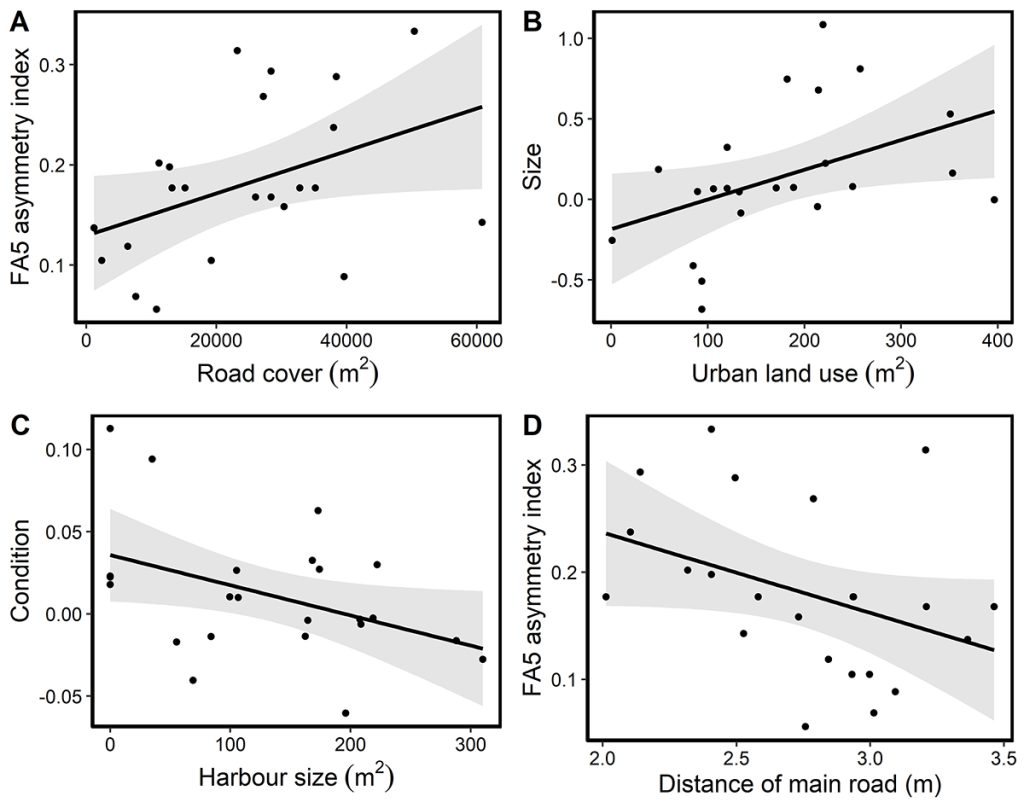 A
FA5 asymmetry index
0.3
0.2
0.1
0
20000
40000
60000
Road cover (m²)
B
Size
1.0
0.5
0.0
-0.5
0
100
200
300
400
Urban land use (m²)
C
Condition
0.10
0.05
0.00
-0.05
0
100
200
300
Harbour size (m²)
D
FA5 asymmetry index
0.3
0.2
0.1
2.0
2.5
3.0
3.5
Distance of main road (m)